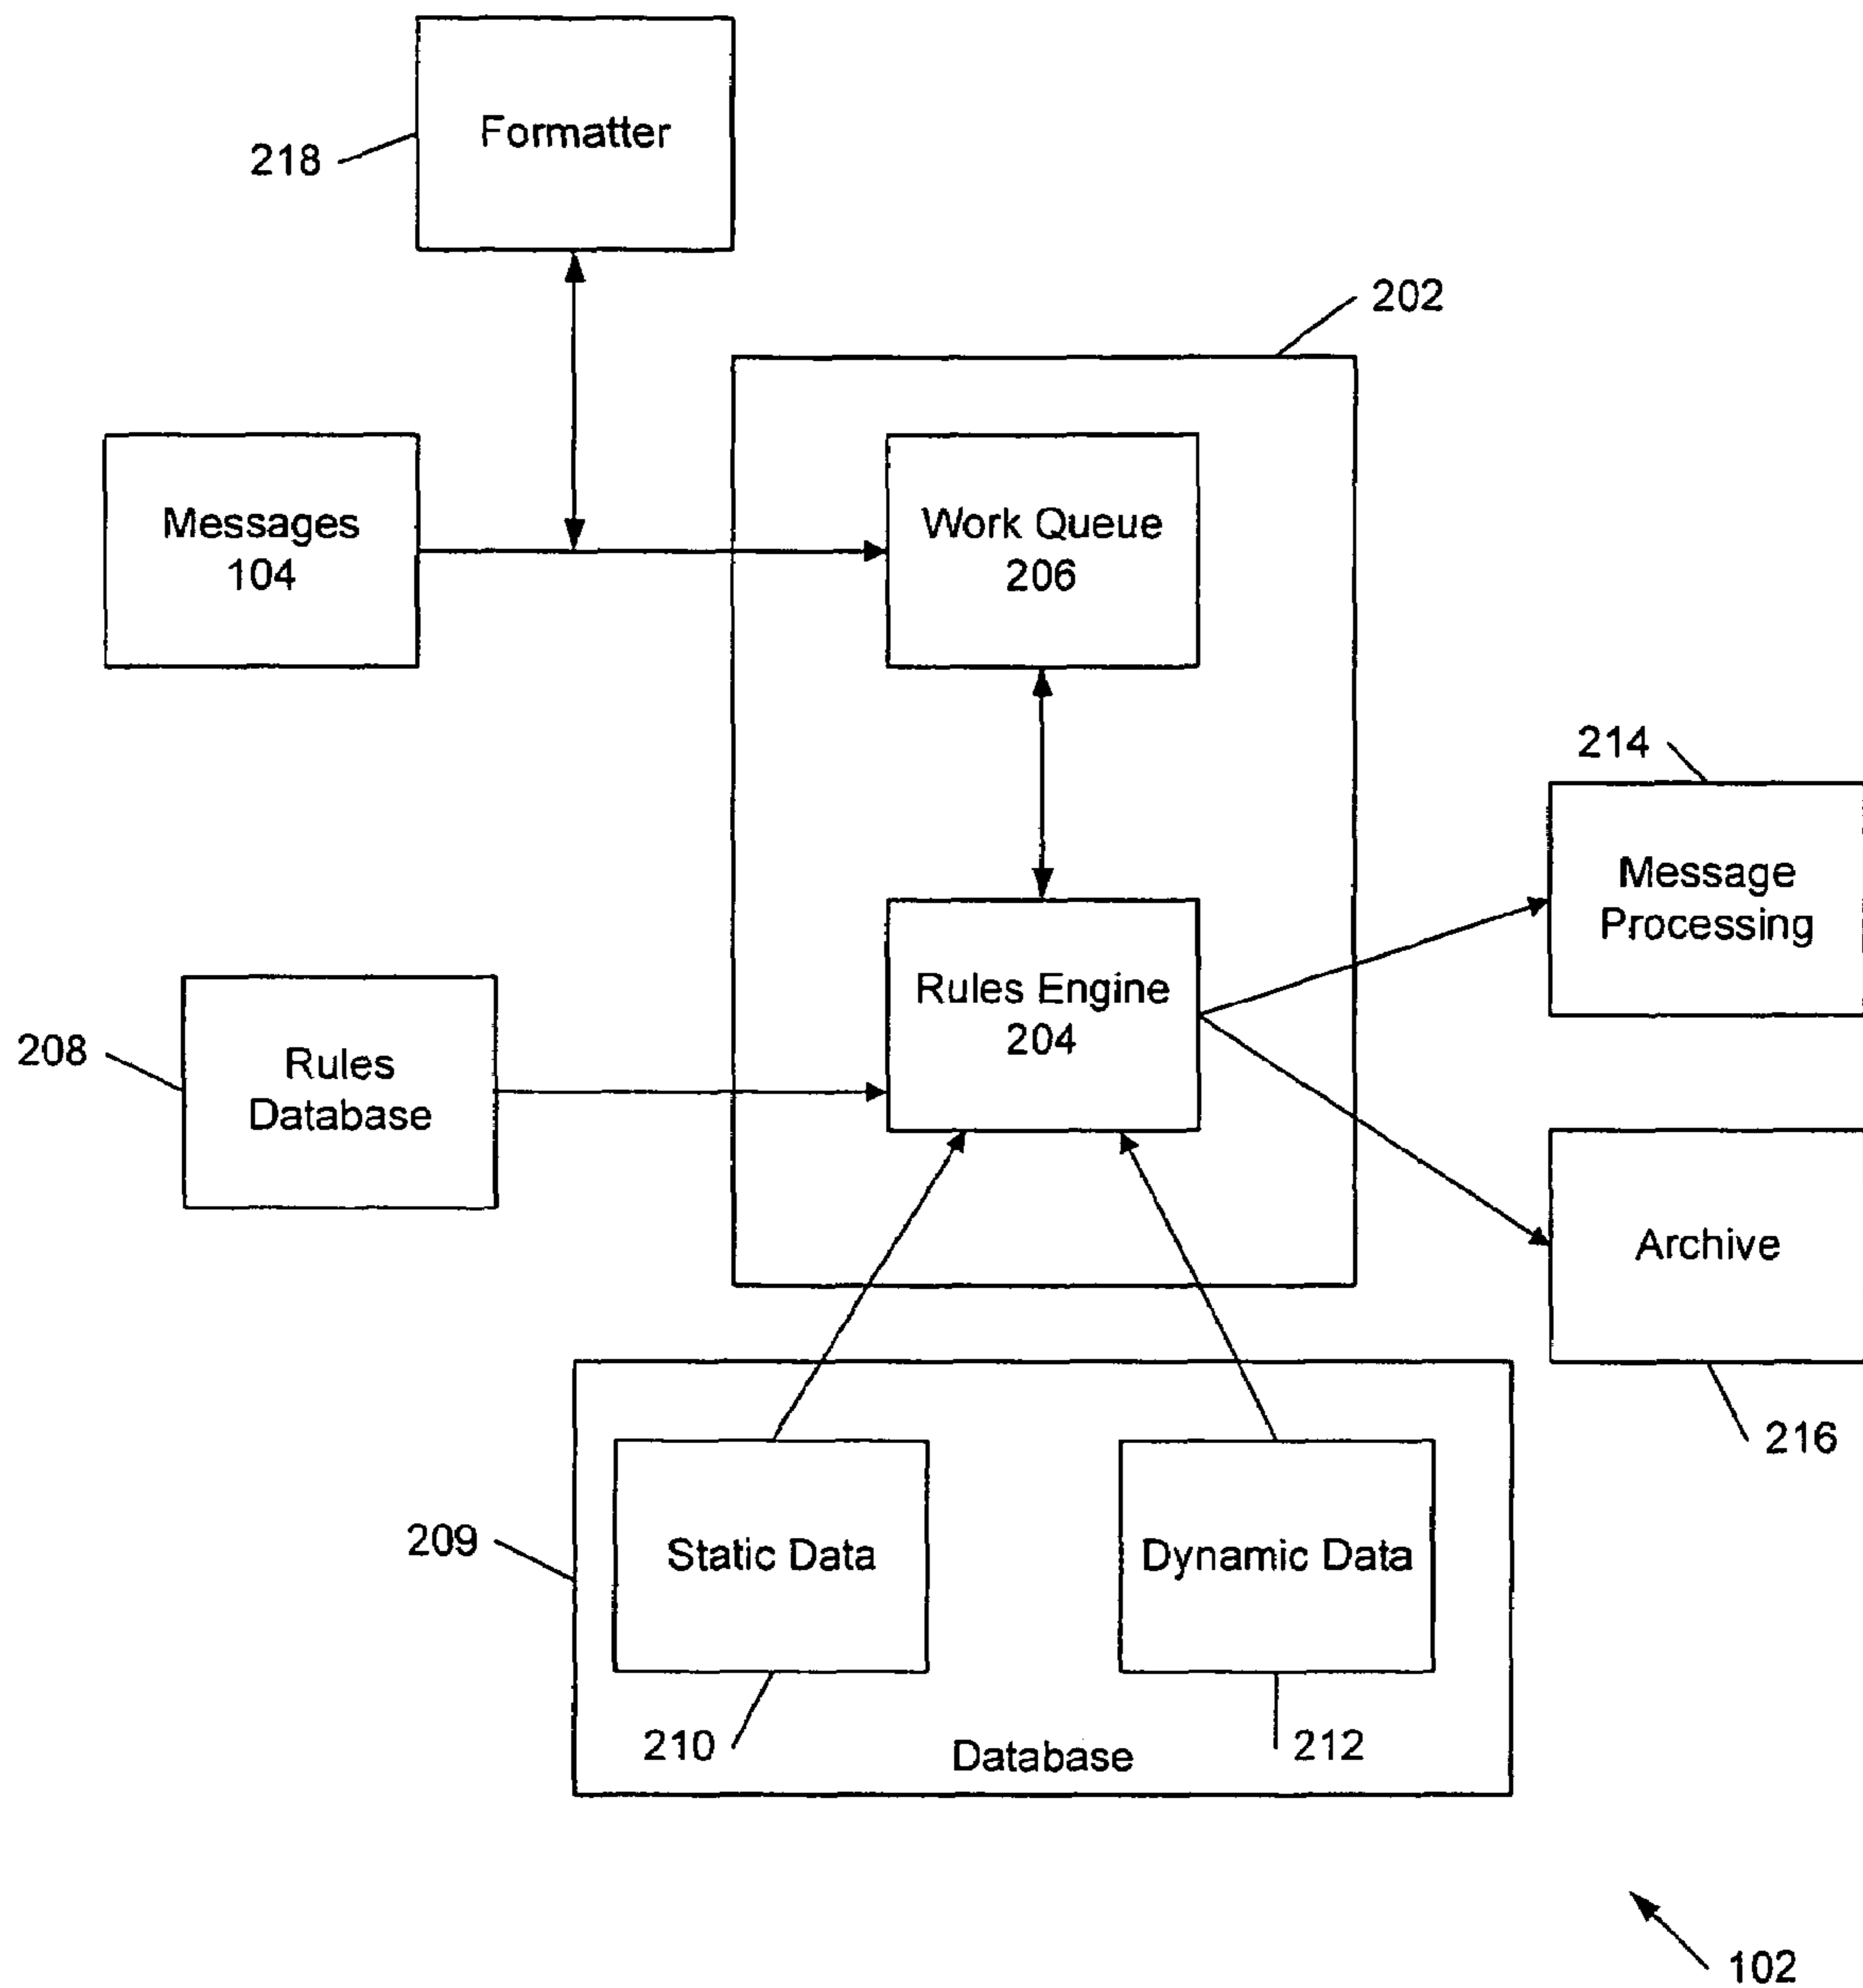 Formatter
218
202
Messages
104
Work Queue
206
214
Message
Processing
Rules Engine
204
208
Rules
Database
Archive
216
209
Static Data
Dynamic Data
210
212
Database
102